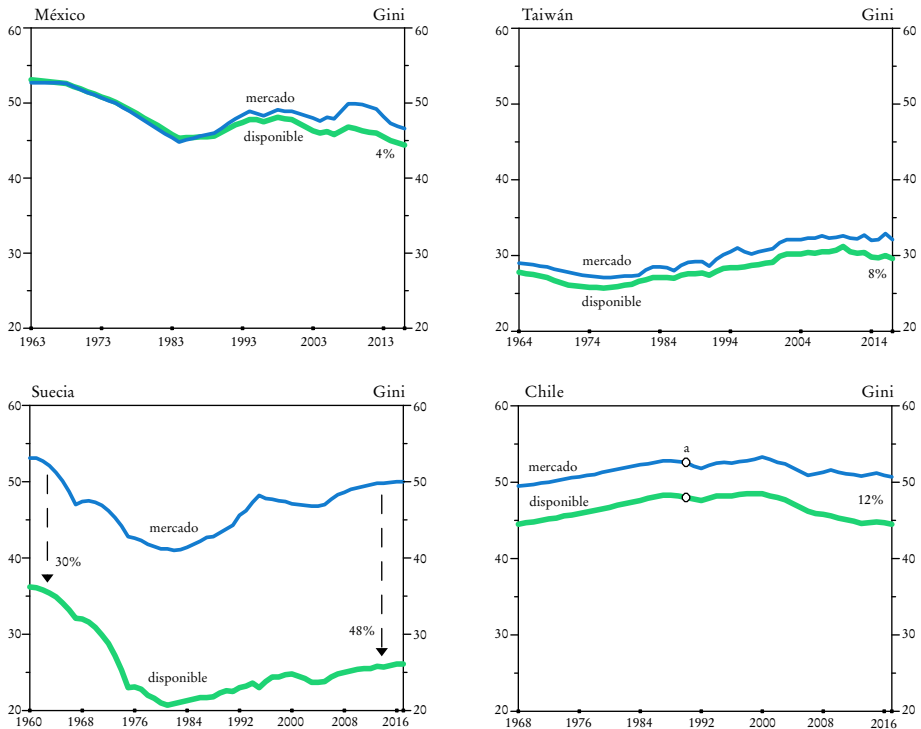 México Gini
60 60
50 50
mercado
disponible
4%
40 40
30 30
20 20
1963 1973 1983 1993 2003 2013
Taiwán Gini
60 60
50 50
40 40
30 30
mercado
disponible
8%
20 20
1964 1974 1984 1994 2004 2014
Suecia Gini
60 60
50 50
mercado
40 40
30%
30 30
48%
disponible
20 20
1960 1968 1976 1984 1992 2000 2008 2016
Chile Gini
60 60
a
mercado
50 50
disponible
12%
40 40
30 30
20 20
1968 1976 1984 1992 2000 2008 2016